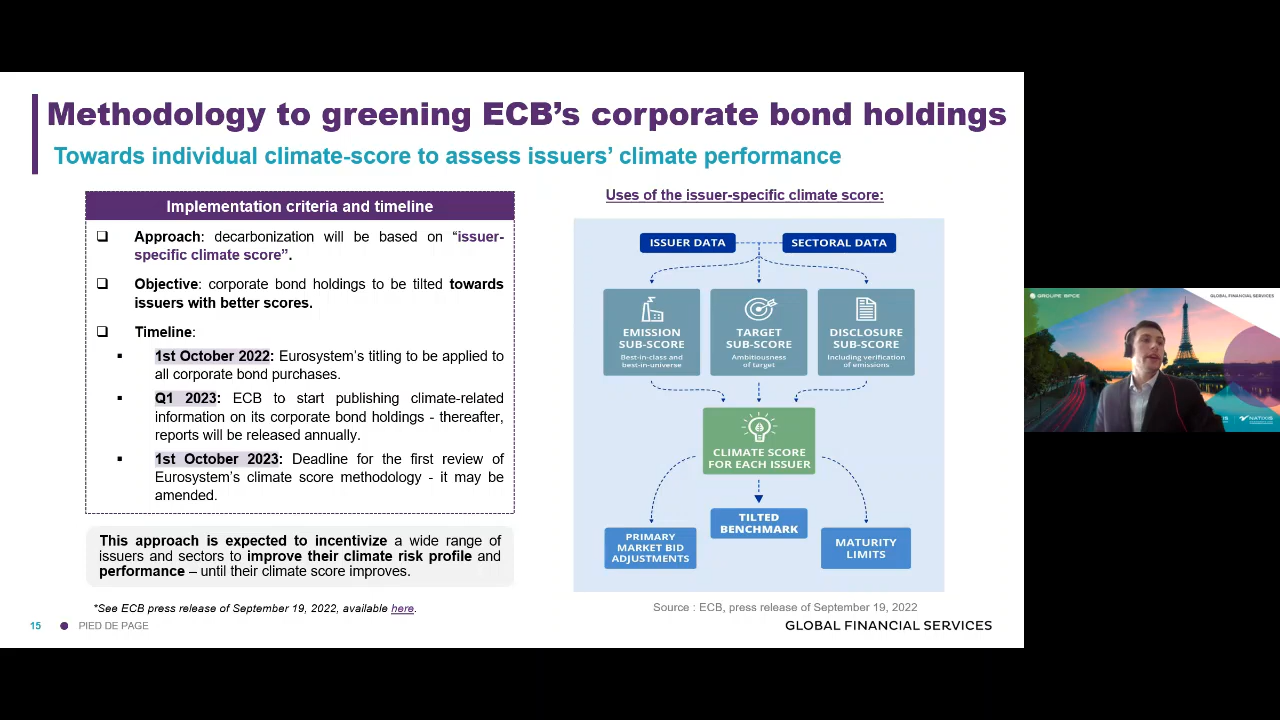 Methodology to greening ECB's corporate bond holdings
Towards individual climate-score to assess issuers' climate performance
Implementation criteria and timeline
❑ Approach: decarbonization will be based on "issuer-
specific climate score".
❑ Objective: corporate bond holdings to be tilted towards
issuers with better scores.
❑ Timeline:
▪ 1st October 2022: Eurosystem's titling to be applied to
all corporate bond purchases.
▪ Q1 2023: ECB to start publishing climate-related
information on its corporate bond holdings - thereafter,
reports will be released annually.
▪ 1st October 2023: Deadline for the first review of
Eurosystem's climate score methodology - it may be
amended.
This approach is expected to incentivize a wide range of
issuers and sectors to improve their climate risk profile and
performance – until their climate score improves.
*See ECB press release of September 19, 2022, available here.
Uses of the issuer-specific climate score:
ISSUER DATA
SECTORAL DATA
EMISSION
SUB-SCORE
Best-in-class and
best-in-universe
TARGET
SUB-SCORE
Ambitiousness
of target
DISCLOSURE
SUB-SCORE
Including verification
of emissions
CLIMATE SCORE
FOR EACH ISSUER
PRIMARY
MARKET BID
ADJUSTMENTS
TILTED
BENCHMARK
MATURITY
LIMITS
Source : ECB, press release of September 19, 2022
15 ● PIED DE PAGE
GLOBAL FINANCIAL SERVICES
GROUPE BPCE
GLOBAL FINANCIAL SERVICES
NATIXIS